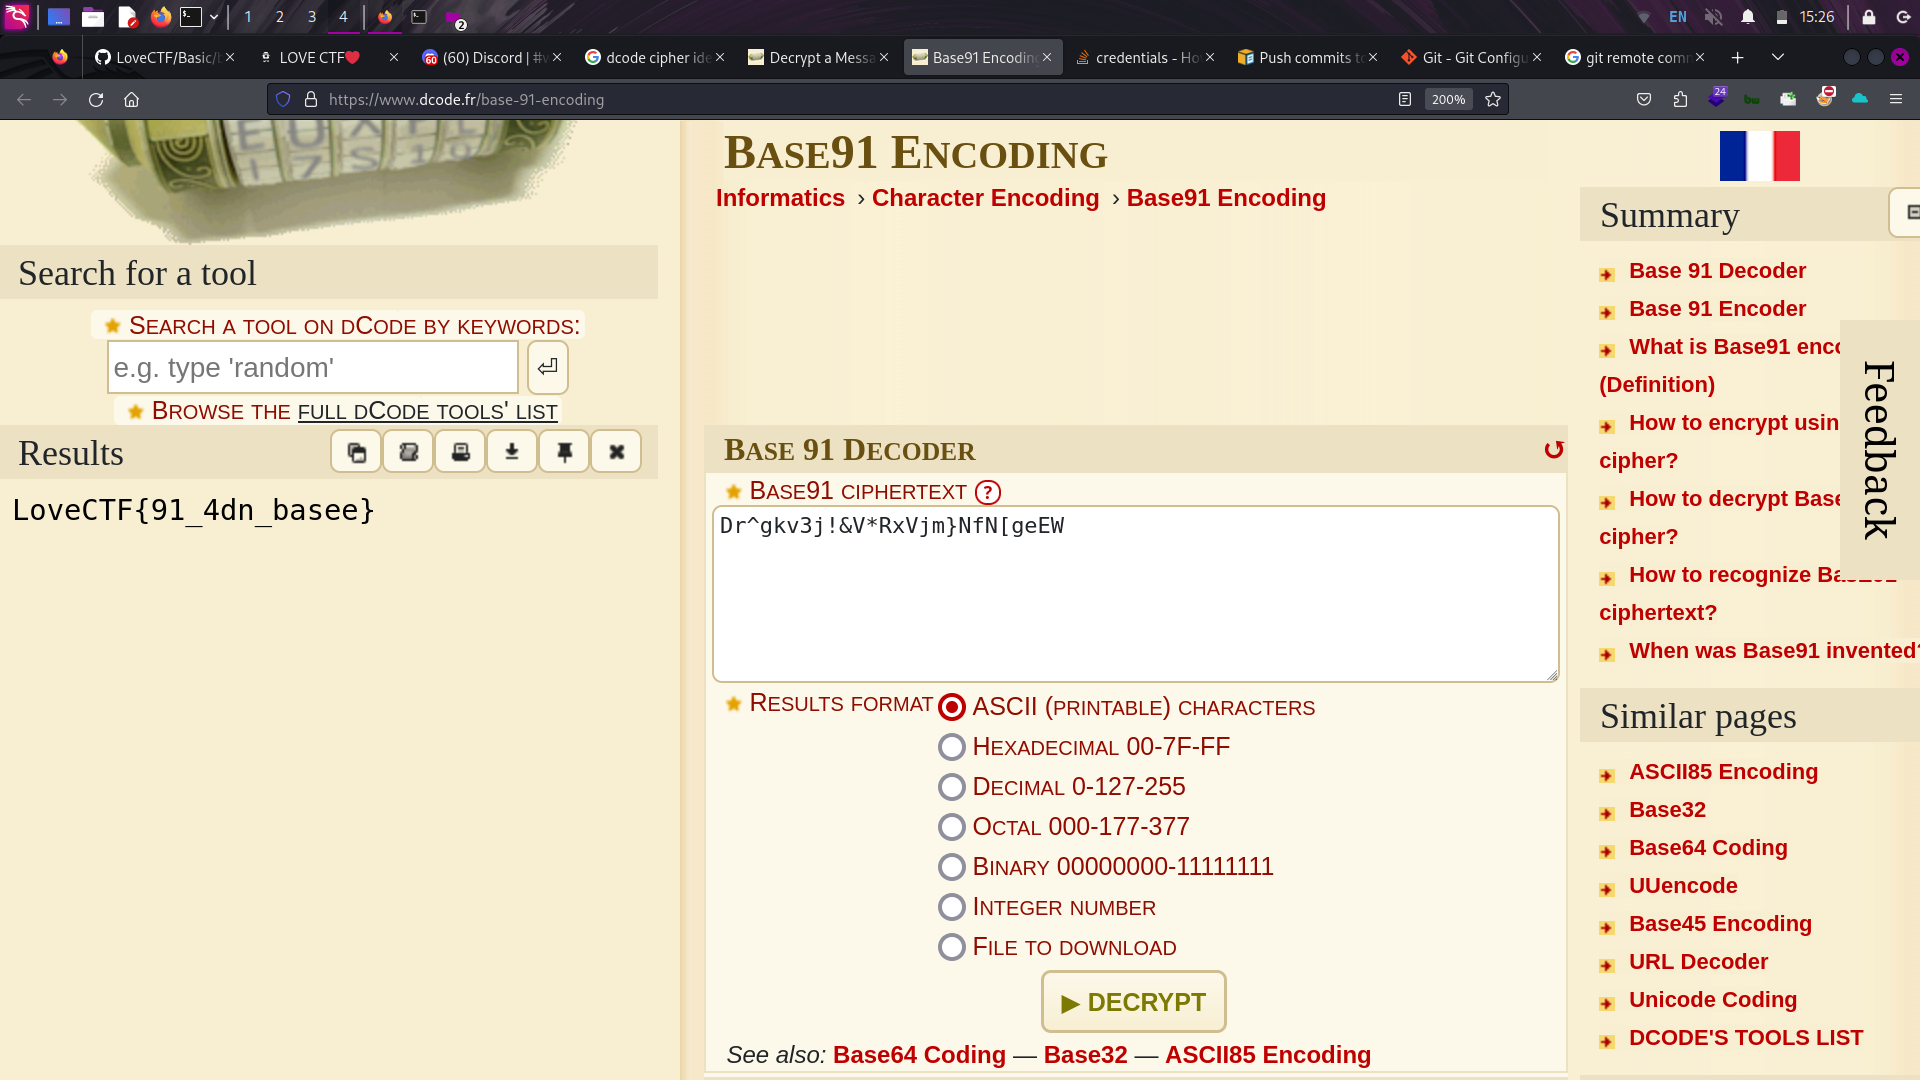 1 2 3 4
2
EN
15:26
LoveCTF/Basic/b
LOVE CTF❤
(60) Discord | #w
dcode cipher ide
Decrypt a Messa
Base91 Encoding
credentials - Ho
Push commits to
Git - Git Configu
git remote comm
https://www.dcode.fr/base-91-encoding
200%
24
Search for a tool
Search a tool on dCode by keywords:
e.g. type 'random'
Browse the full dCode tools' list
Results
LoveCTF{91_4dn_basee}
Base91 Encoding
Informatics › Character Encoding › Base91 Encoding
Base 91 Decoder
Base91 ciphertext ?
Dr^gkv3j!&V*RxVjm}NfN[geEW
Results format
ASCII (printable) characters
Hexadecimal 00-7F-FF
Decimal 0-127-255
Octal 000-177-377
Binary 00000000-11111111
Integer number
File to download
▶ DECRYPT
See also: Base64 Coding — Base32 — ASCII85 Encoding
Summary
Base 91 Decoder
Base 91 Encoder
What is Base91 enco
(Definition)
How to encrypt usin
cipher?
How to decrypt Base
cipher?
How to recognize Base91
ciphertext?
When was Base91 invented?
Feedback
Similar pages
ASCII85 Encoding
Base32
Base64 Coding
UUencode
Base45 Encoding
URL Decoder
Unicode Coding
DCODE'S TOOLS LIST